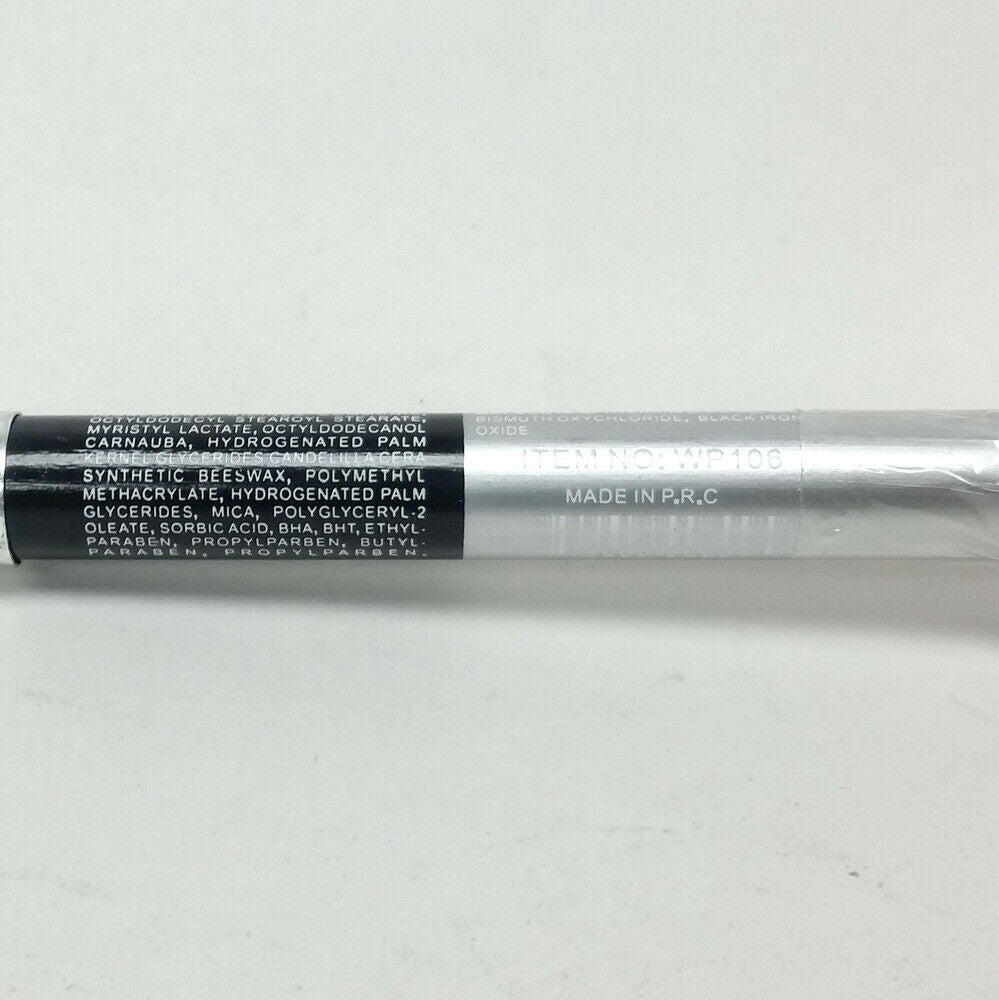 OCTYLDODECYL STEAROYL STEARATE,
MYRISTYL LACTATE, OCTYLDODECANOL
CARNAUBA, HYDROGENATED PALM
KERNEL GLYCERIDES CANDELILLA CERA
SYNTHETIC BEESWAX, POLYMETHYL
METHACRYLATE, HYDROGENATED PALM
GLYCERIDES, MICA, POLYGLYCERYL-2
OLEATE, SORBIC ACID, BHA, BHT, ETHYL-
PARABEN, PROPYLPARBEN, BUTYL-
PARABEN, PROPYLPARBEN.
BISMUTH OXYCHLORIDE, BLACK IRON
OXIDE
ITEM NO: WP106
MADE IN P.R.C